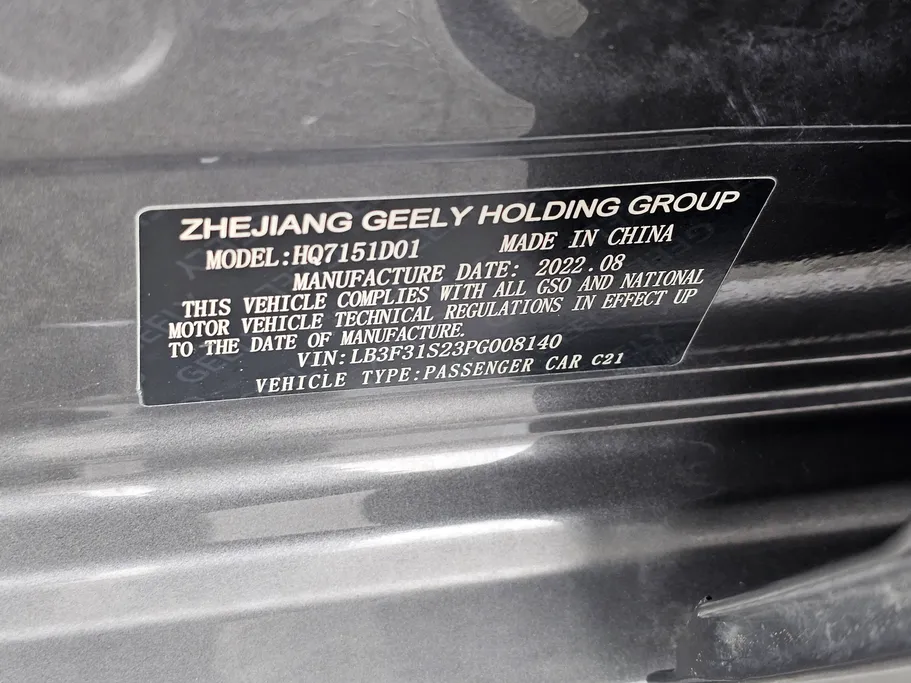 ZHEJIANG GEELY HOLDING GROUP
MODEL:HQ7151D01 MADE IN CHINA
MANUFACTURE DATE: 2022.08
THIS VEHICLE COMPLIES WITH ALL GSO AND NATIONAL
MOTOR VEHICLE TECHNICAL REGULATIONS IN EFFECT UP
TO THE DATE OF MANUFACTURE.
VIN:LB3F31S23PG008140
VEHICLE TYPE:PASSENGER CAR C21